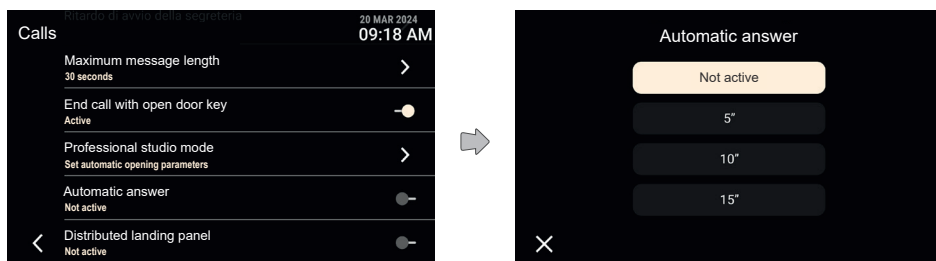 Ritardo di avvio della segreteria
Calls
20 MAR 2024
09:18 AM
Maximum message length
30 seconds
End call with open door key
Active
Professional studio mode
Set automatic opening parameters
Automatic answer
Not active
Distributed landing panel
Not active
Automatic answer
Not active
5”
10”
15”